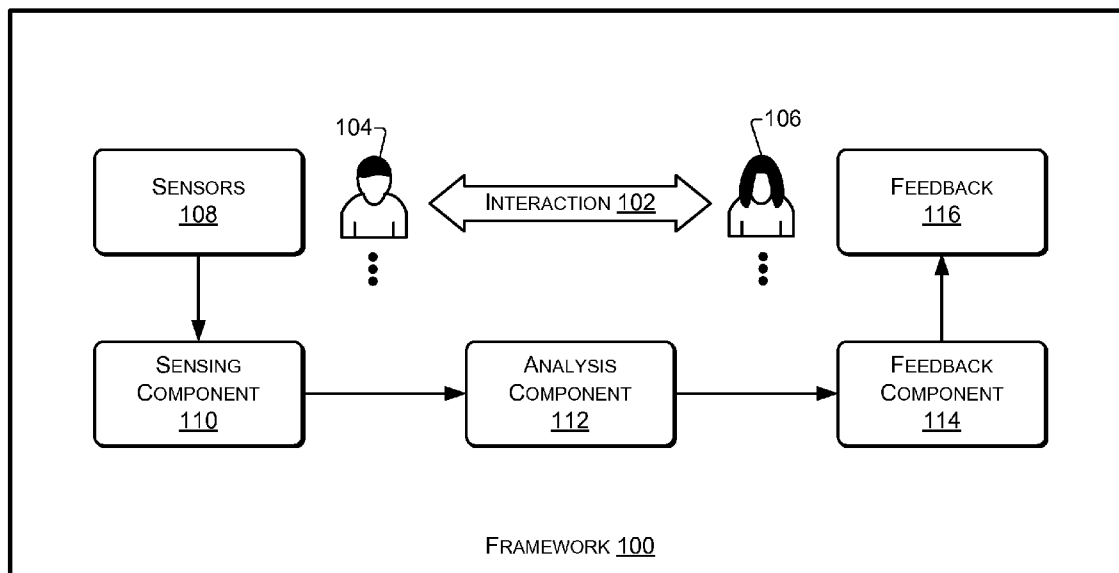 104
106
SENSORS
108
INTERACTION 102
FEEDBACK
116
SENSING
COMPONENT
110
ANALYSIS
COMPONENT
112
FEEDBACK
COMPONENT
114
FRAMEWORK 100